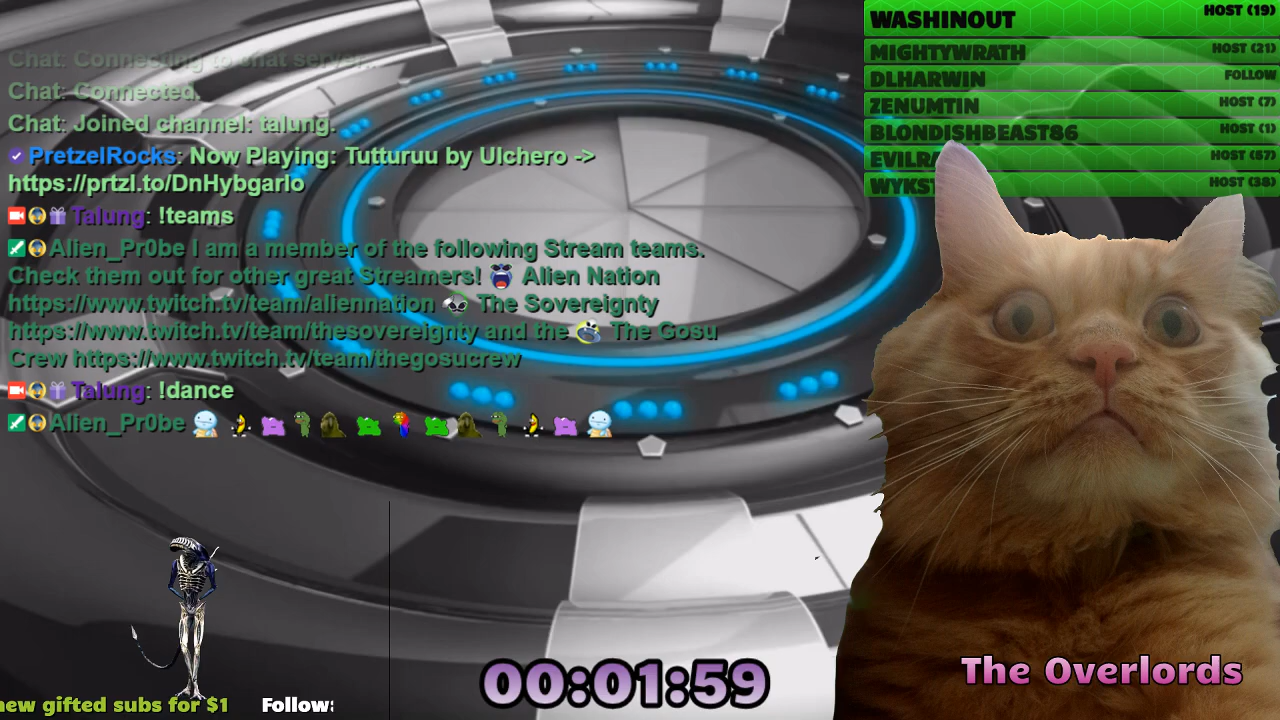 Chat: Connecting to chat server...
Chat: Connected.
Chat: Joined channel: talung.
PretzelRocks: Now Playing: Tutturuu by Ulchero ->
https://prtzl.to/DnHybgarlo
Talung: !teams
Alien_Pr0be I am a member of the following Stream teams.
Check them out for other great Streamers! Alien Nation
https://www.twitch.tv/team/aliennation The Sovereignty
https://www.twitch.tv/team/thesovereignty and the The Gosu
Crew https://www.twitch.tv/team/thegosucrew
Talung: !dance
Alien_Pr0be
WASHINOUT HOST (19)
MIGHTYWRATH HOST (21)
DLHARWIN FOLLOW
ZENUMTIN HOST (7)
BLONDISHBEAST86 HOST (1)
EVILRA HOST (57)
WYKST HOST (38)
The Overlords
00:01:59
new gifted subs for $1 Follow: